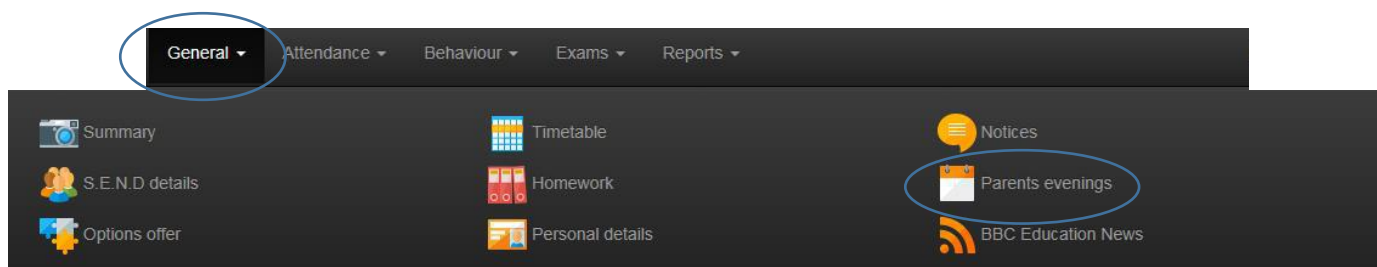 General Attendance Behaviour Exams Reports
Summary Timetable Notices
S.E.N.D details Homework Parents evenings
Options offer Personal details BBC Education News